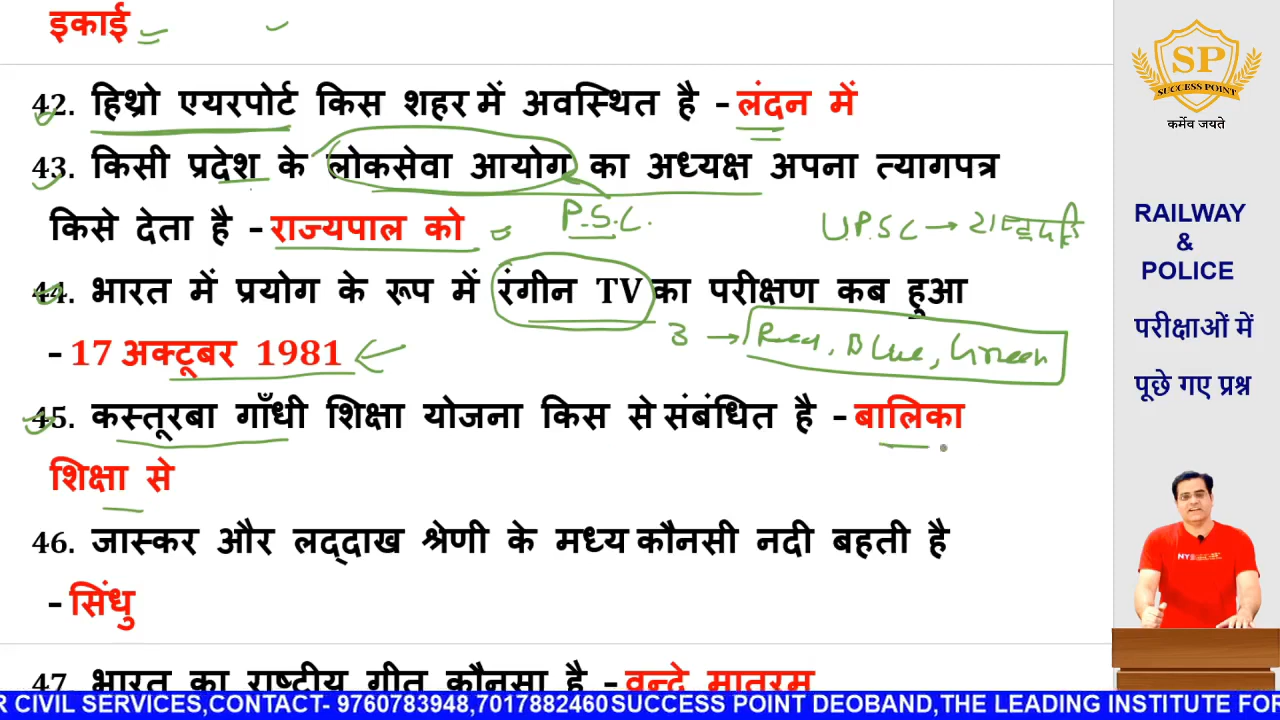 इकाई
42. हिथ्रो एयरपोर्ट किस शहर में अवस्थित है - लंदन में
43. किसी प्रदेश के लोकसेवा आयोग का अध्यक्ष अपना त्यागपत्र
किसे देता है - राज्यपाल को
P.S.C.
U.P.S.C → राष्ट्रपति
44. भारत में प्रयोग के रूप में रंगीन TV का परीक्षण कब हुआ
3 → Red, Blue, Green
- 17 अक्टूबर 1981
45. कस्तूरबा गाँधी शिक्षा योजना किस से संबंधित है - बालिका
शिक्षा से
46. जास्कर और लद्दाख श्रेणी के मध्य कौनसी नदी बहती है
- सिंधु
47. भारत का राष्ट्रीय गीत कौनसा है - वन्दे मातरम
SP
SUCCESS POINT
कर्मेव जयते
RAILWAY
&
POLICE
परीक्षाओं में
पूछे गए प्रश्न
R CIVIL SERVICES,CONTACT- 9760783948,7017882460 SUCCESS POINT DEOBAND,THE LEADING INSTITUTE FOR